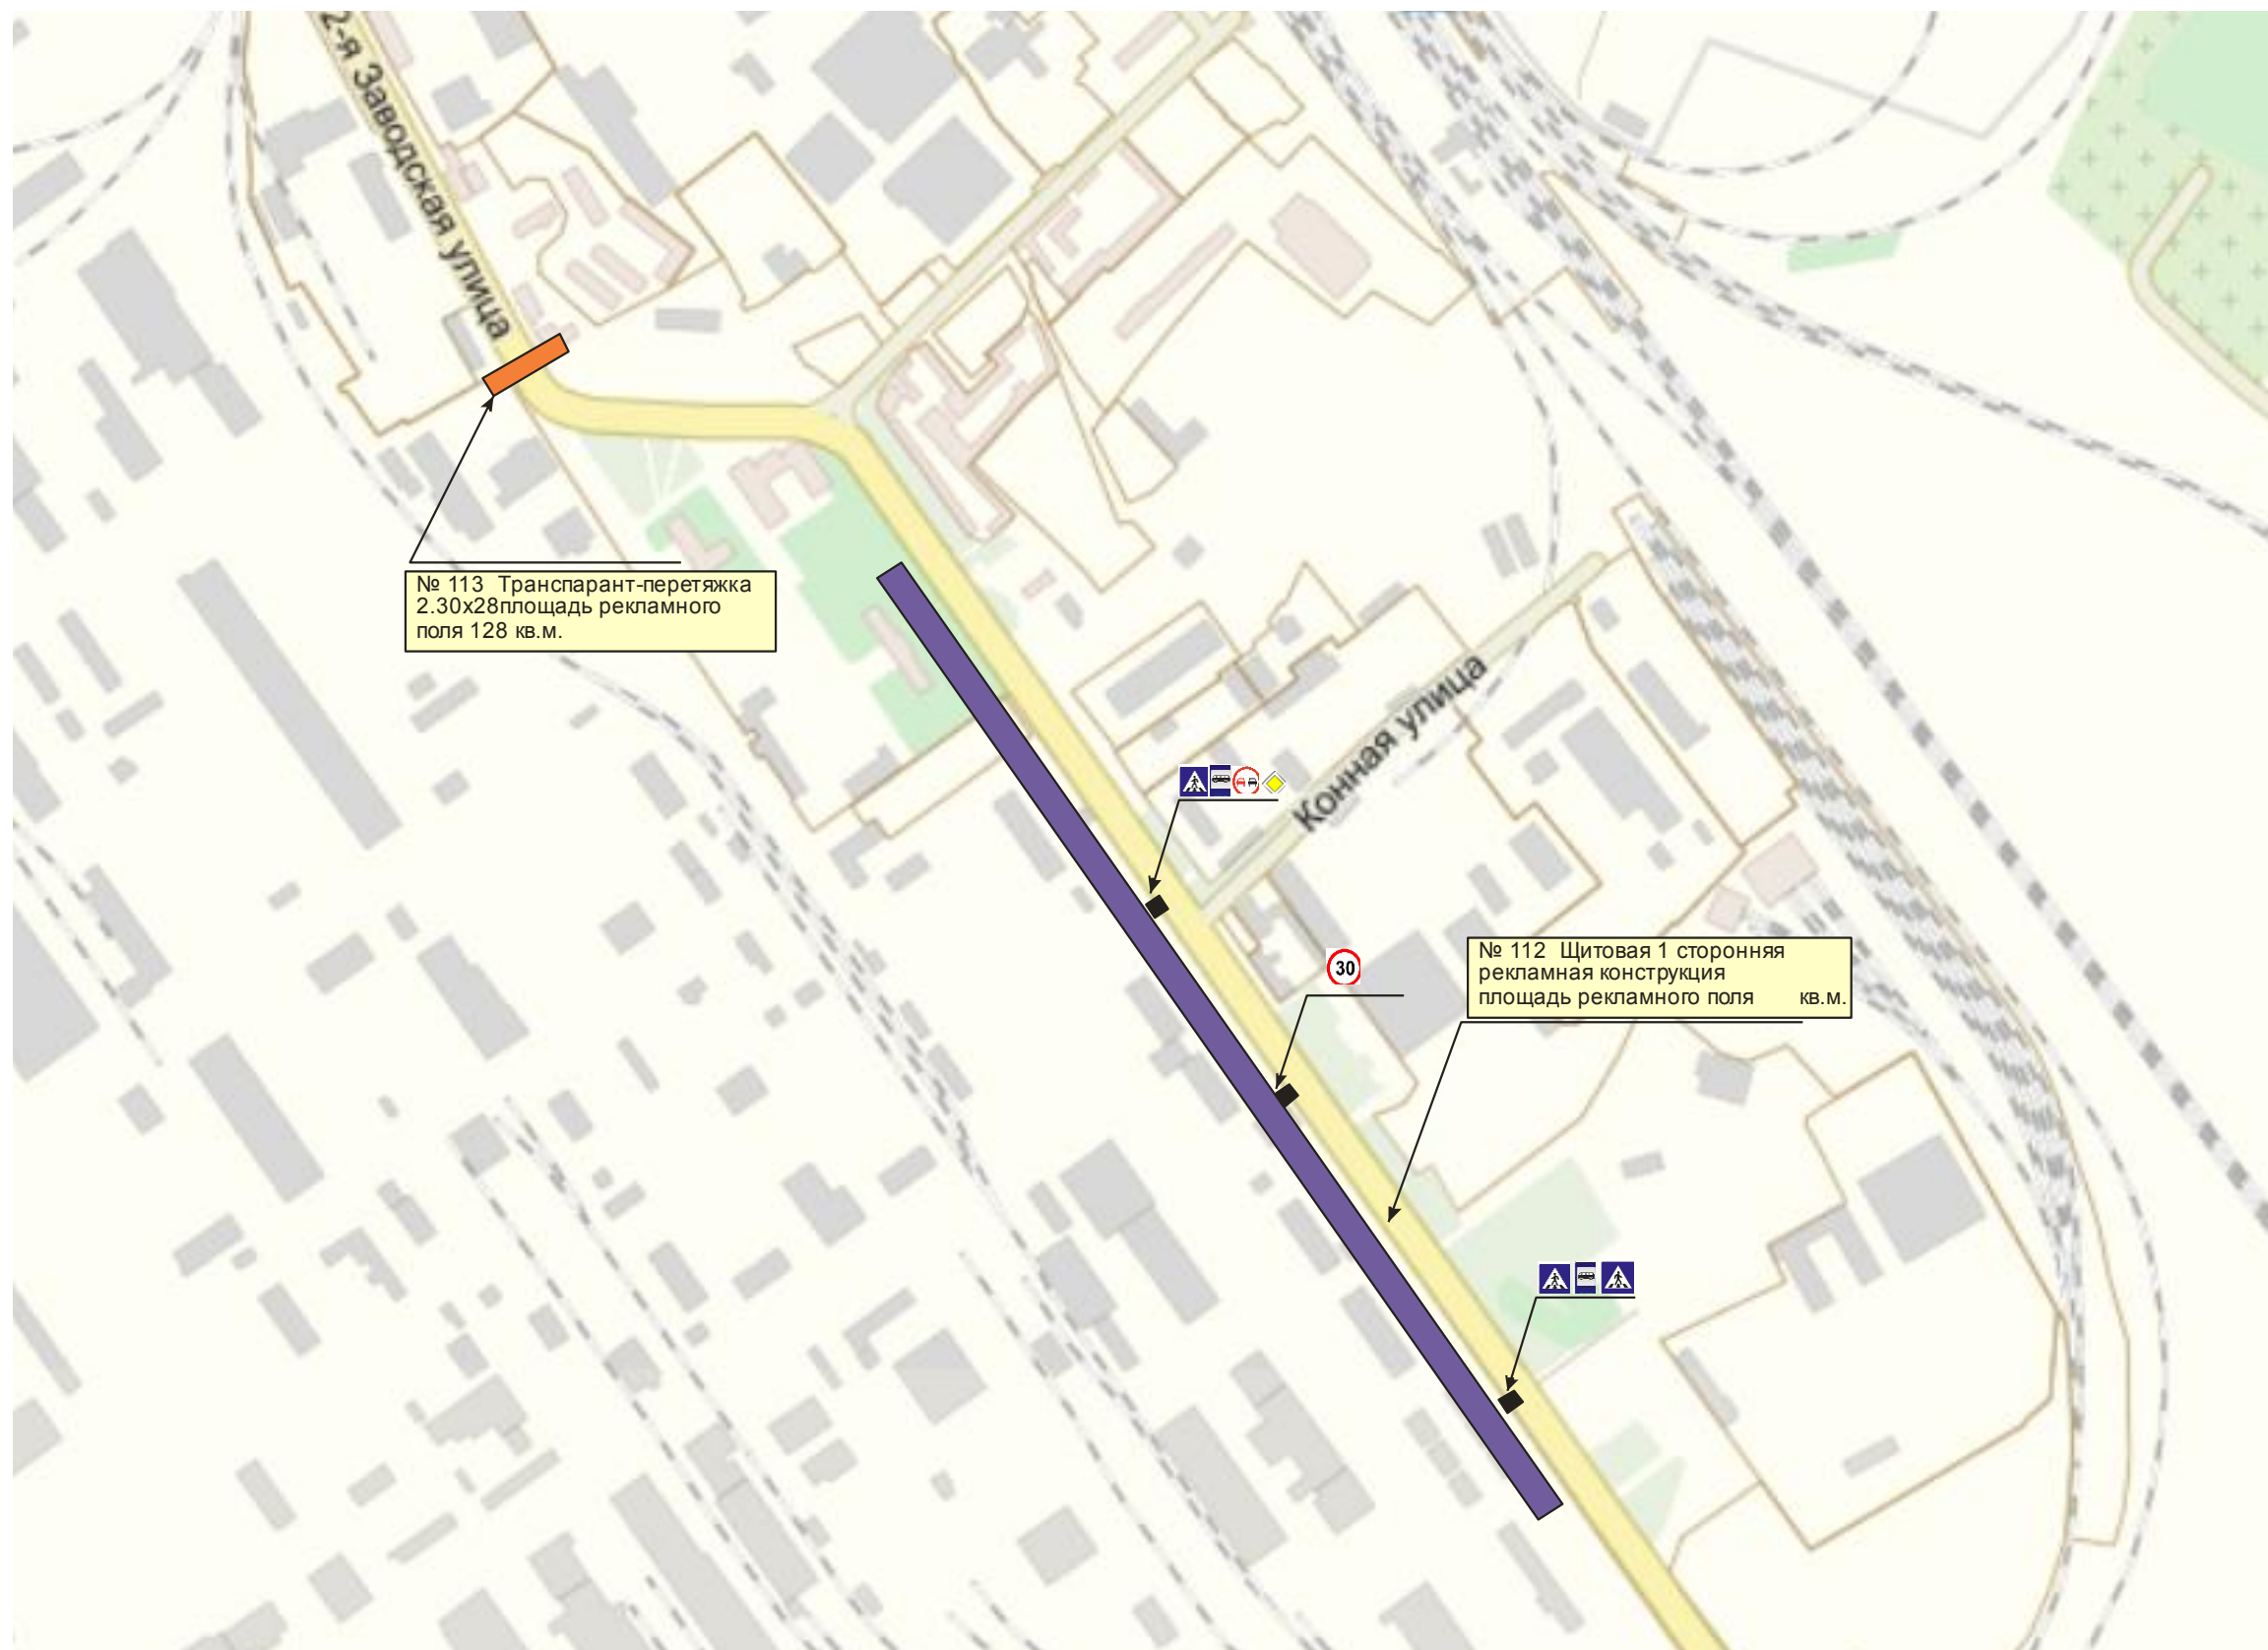 2-я Заводская улица
№ 113 Транспарант-перетяжка
2.30х28площадь рекламного
поля 128 кв.м.
Конная улица
30
№ 112 Щитовая 1 сторонняя
рекламная конструкция
площадь рекламного поля кв.м.